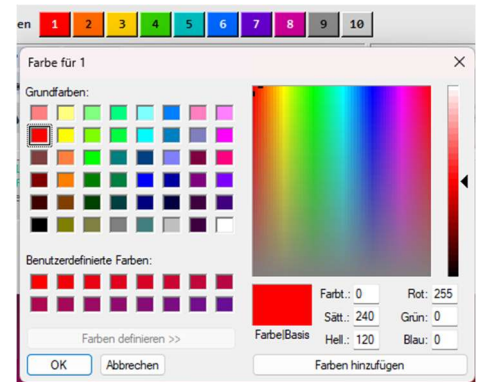 en 1 2 3 4 5 6 7 8 9 10
Farbe für 1
Grundfarben:
Benutzerdefinierte Farben:
Farben definieren >>
OK Abbrechen
Farbe|Basis
Farbt.: 0 Rot: 255
Sätt.: 240 Grün: 0
Hell.: 120 Blau: 0
Farben hinzufügen